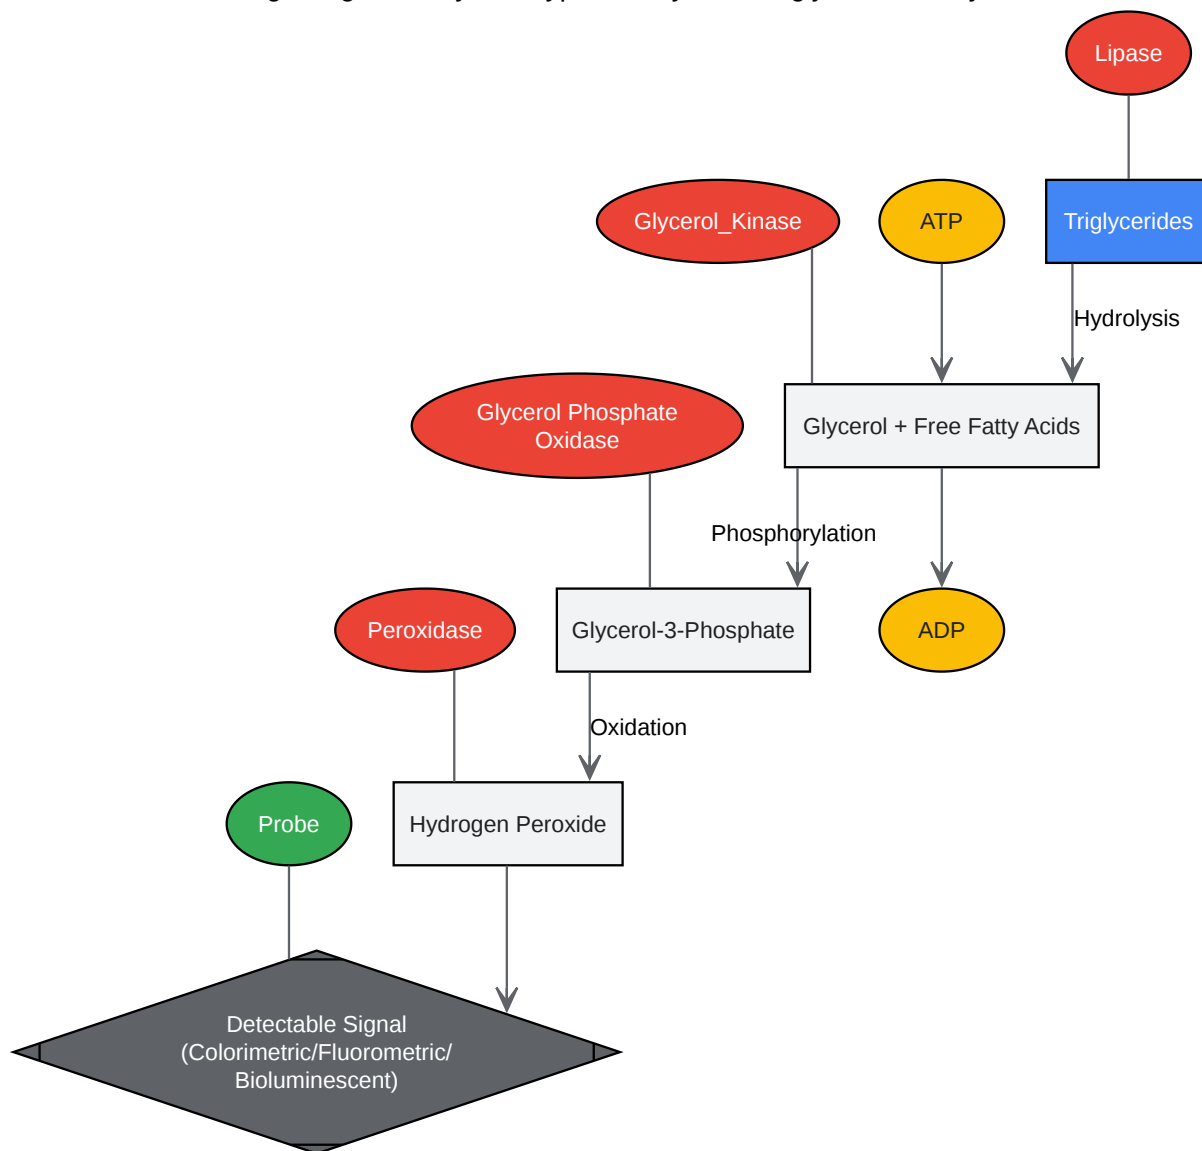 Lipase
Glycerol_Kinase
ATP
Triglycerides
Hydrolysis
Glycerol Phosphate
Oxidase
Glycerol + Free Fatty Acids
Phosphorylation
Peroxidase
Glycerol-3-Phosphate
ADP
Oxidation
Probe
Hydrogen Peroxide
Detectable Signal
(Colorimetric/Fluorometric/
Bioluminescent)